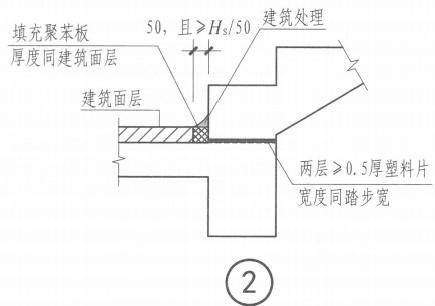 50, 且≥Hs/50
建筑处理
填充聚苯板
厚度同建筑面层
建筑面层
两层≥0.5厚塑料片
宽度同踏步宽
2